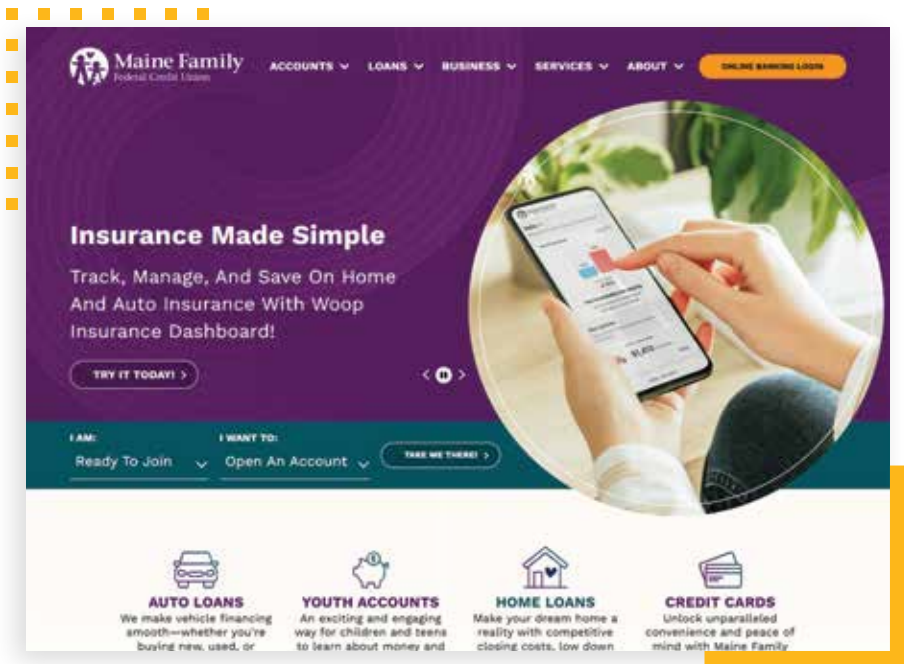 Maine Family
Federal Credit Union
ACCOUNTS LOANS BUSINESS SERVICES ABOUT ONLINE BANKING LOGIN
Insurance Made Simple
Track, Manage, And Save On Home
And Auto Insurance With Woop
Insurance Dashboard!
TRY IT TODAY! >
< >
I AM: I WANT TO:
Ready To Join Open An Account TAKE ME THERE! >
AUTO LOANS
We make vehicle financing
smooth—whether you're
buying new, used, or
YOUTH ACCOUNTS
An exciting and engaging
way for children and teens
to learn about money and
HOME LOANS
Make your dream home a
reality with competitive
closing costs, low down
CREDIT CARDS
Unlock unparalleled
convenience and peace of
mind with Maine Family